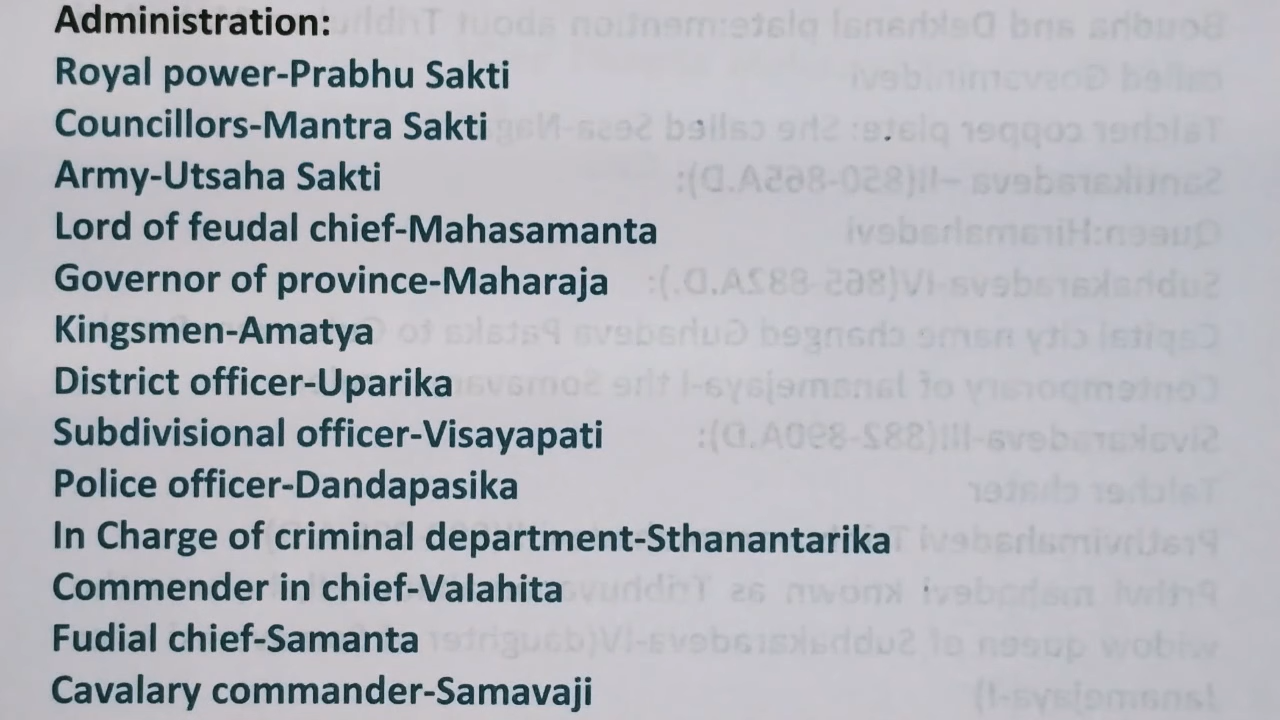 Administration:
Royal power-Prabhu Sakti
Councillors-Mantra Sakti
Army-Utsaha Sakti
Lord of feudal chief-Mahasamanta
Governor of province-Maharaja
Kingsmen-Amatya
District officer-Uparika
Subdivisional officer-Visayapati
Police officer-Dandapasika
In Charge of criminal department-Sthanantarika
Commender in chief-Valahita
Fudial chief-Samanta
Cavalary commander-Samavaji